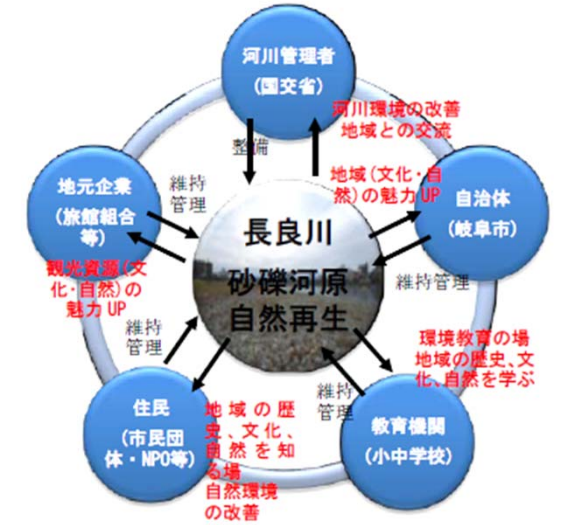 河川管理者
(国交省)
河川環境の改善
地域との交流
整備
地域(文化・自
然)の魅力UP
地元企業
(旅館組合
等)
維持
管理
自治体
(岐阜市)
長良川
砂礫河原
自然再生
維持管理
観光資源(文
化・自然)の
魅力UP
維持
管理
環境教育の場
地域の歴史、文
化、自然を学ぶ
維持
管理
住民
(市民団
体・NPO等)
地域の歴
史、文化、
自然を知
る場
自然環境
の改善
教育機関
(小中学校)